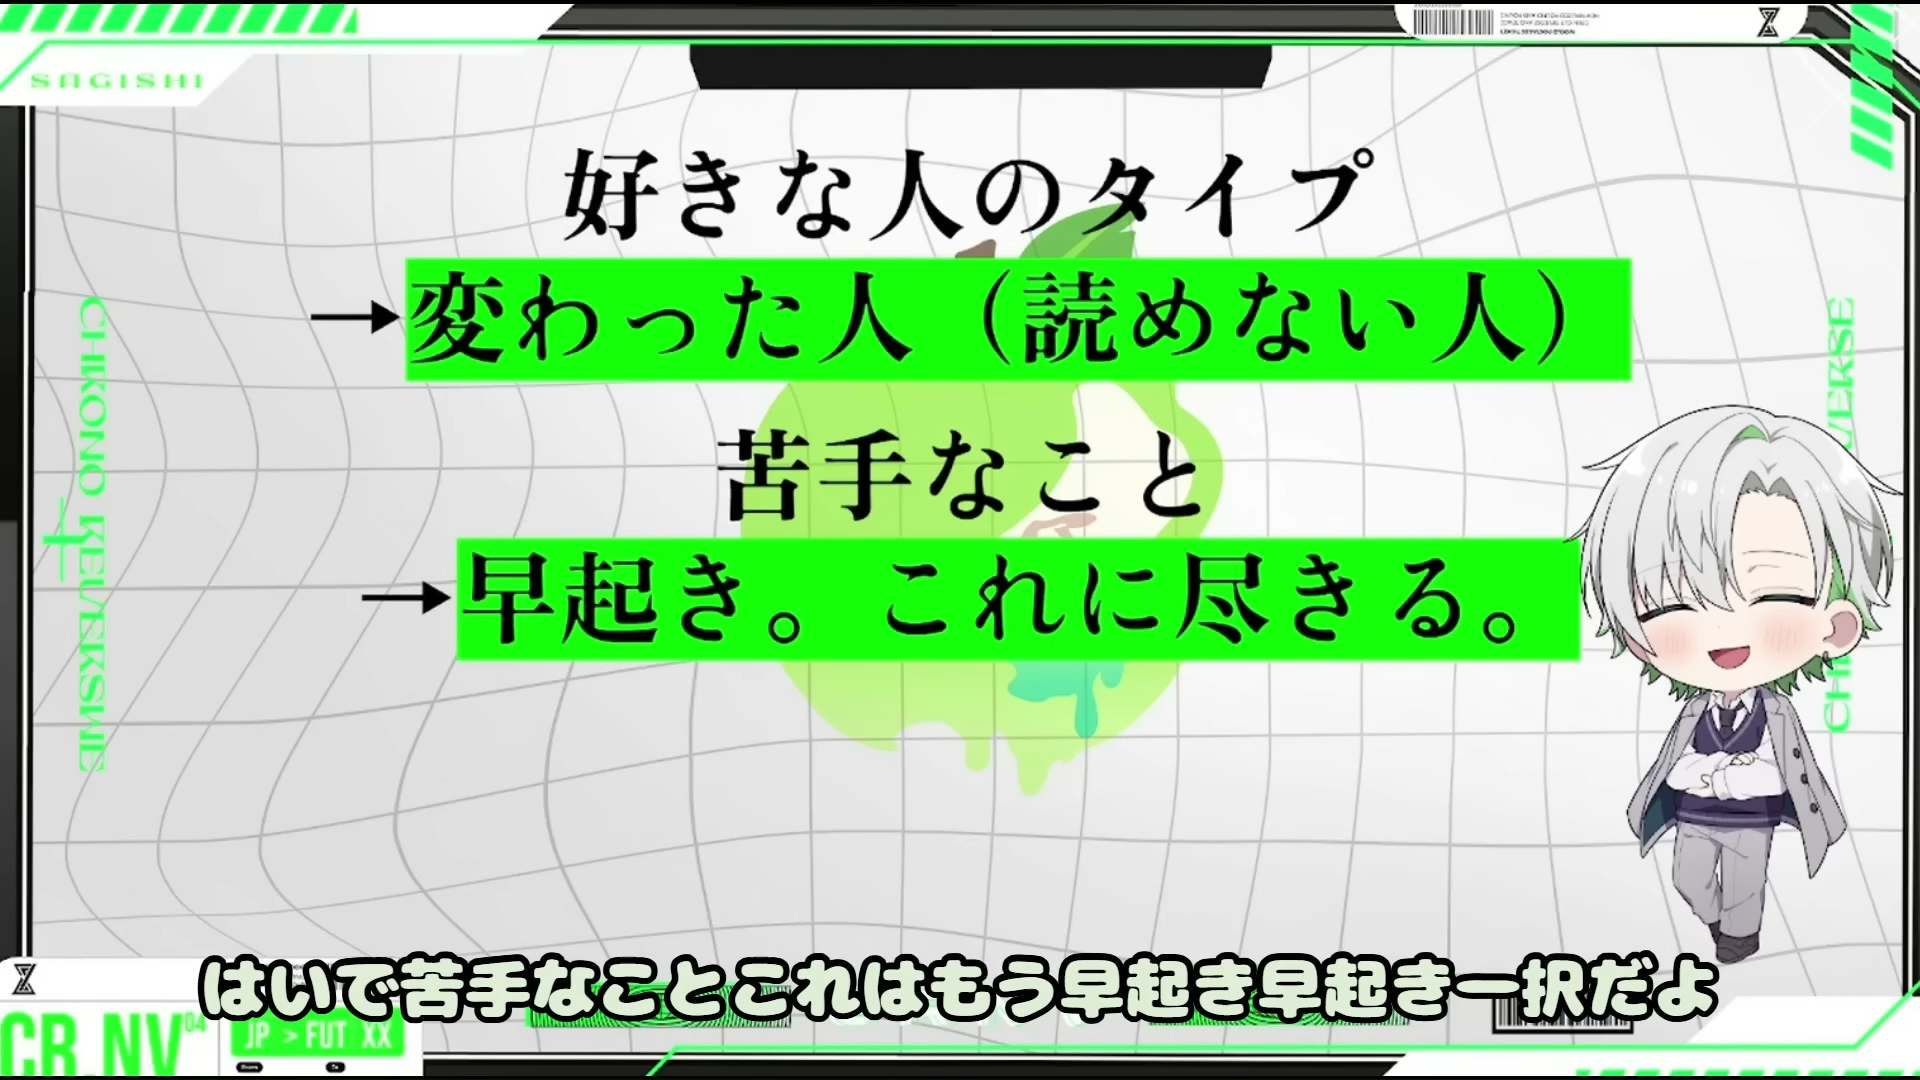 SAGISHI
好きな人のタイプ
→変わった人（読めない人）
苦手なこと
→早起き。これに尽きる。
はいで苦手なことこれはもう早起き早起き一択だよ
CR.NV 04
JP > FUT XX